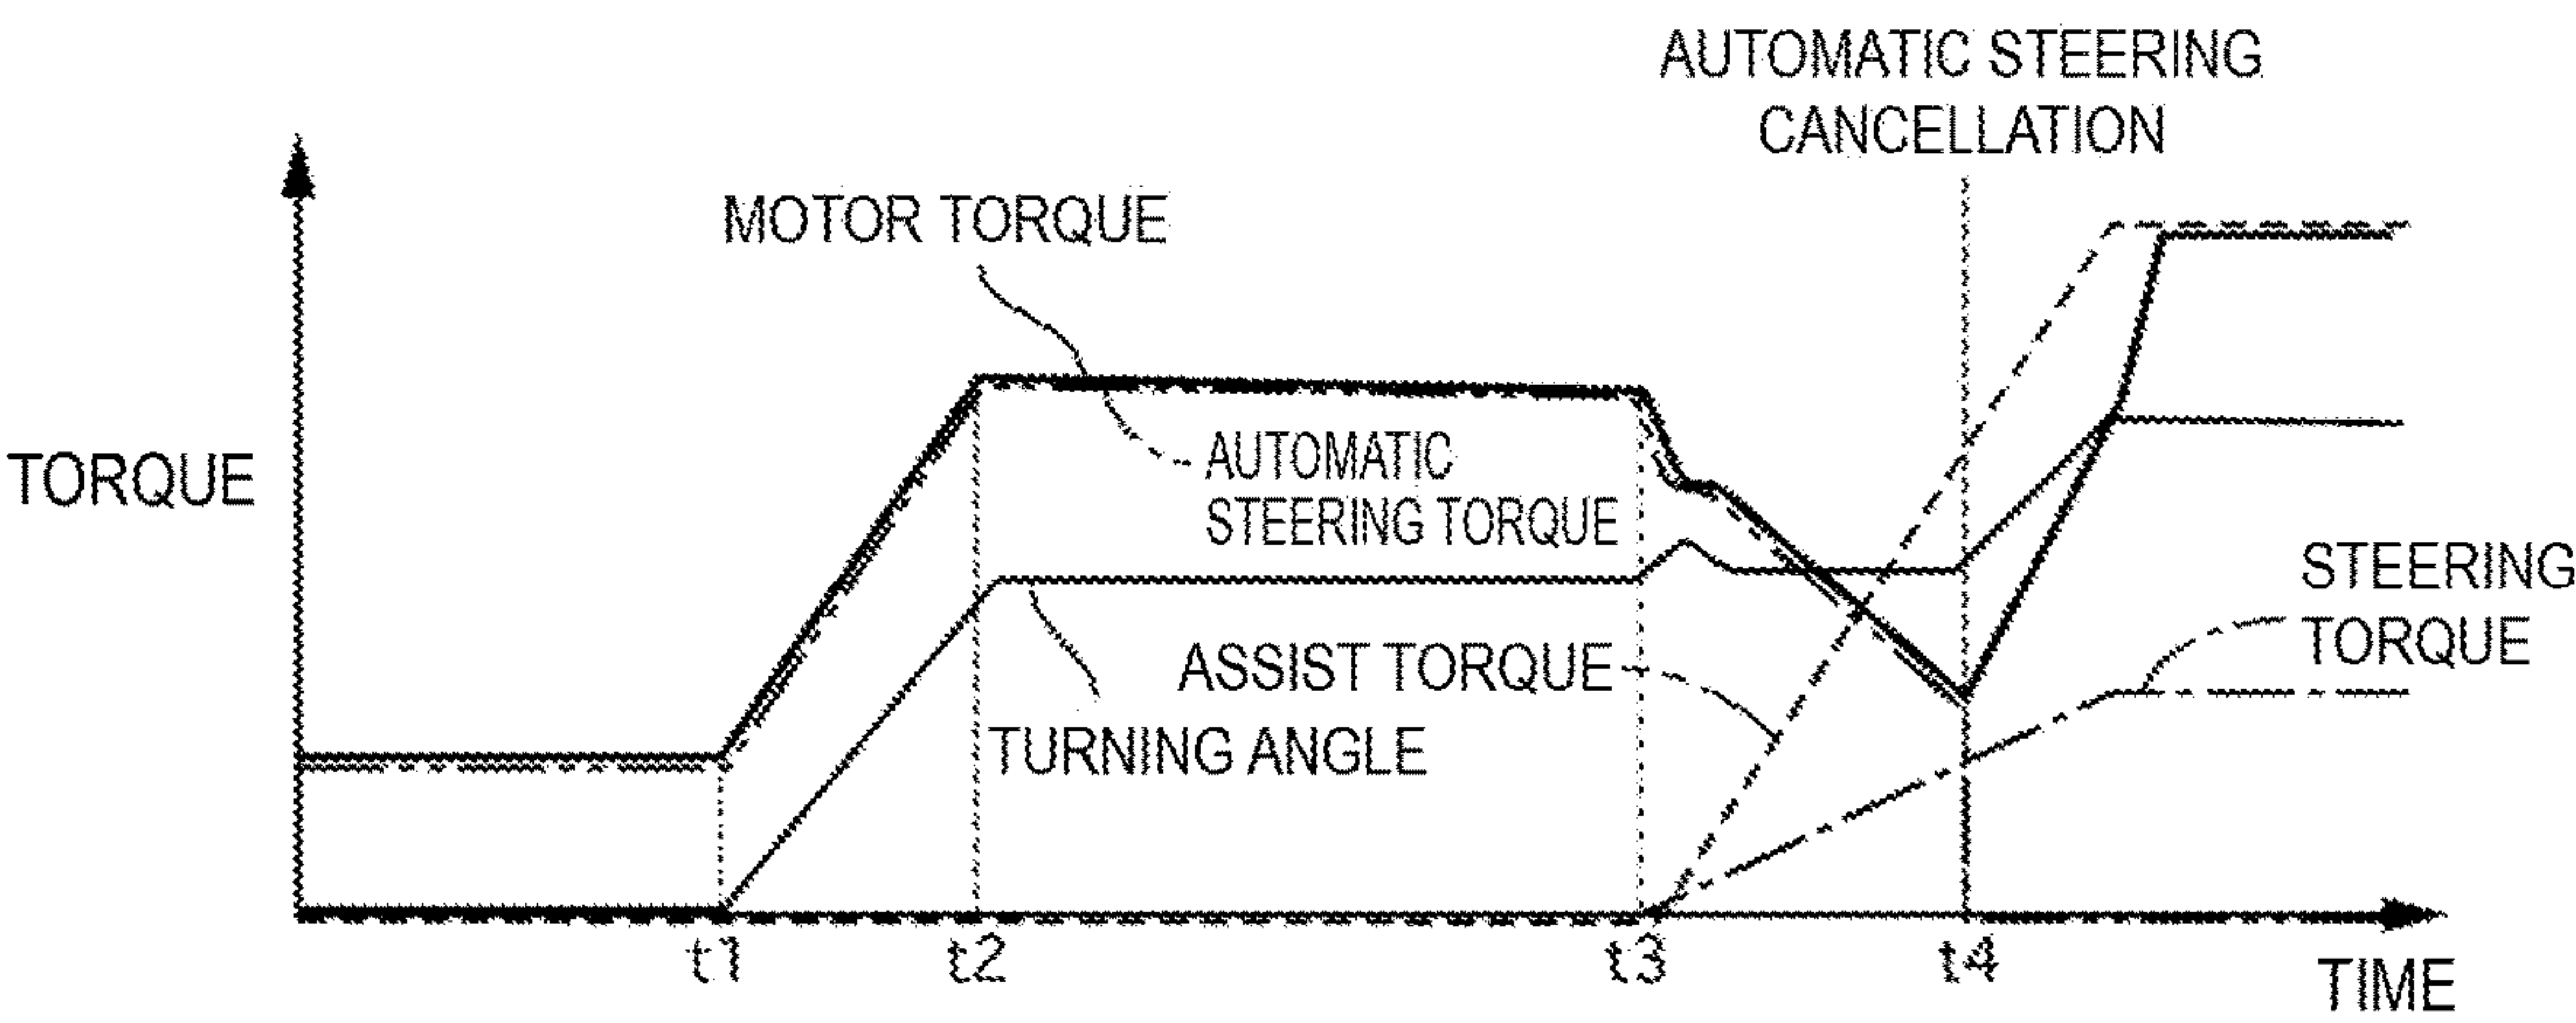 AUTOMATIC STEERING
CANCELLATION
MOTOR TORQUE
AUTOMATIC
STEERING TORQUE
TORQUE
STEERING
TORQUE
ASSIST TORQUE
TURNING ANGLE
t1
t2
t3
t4
TIME